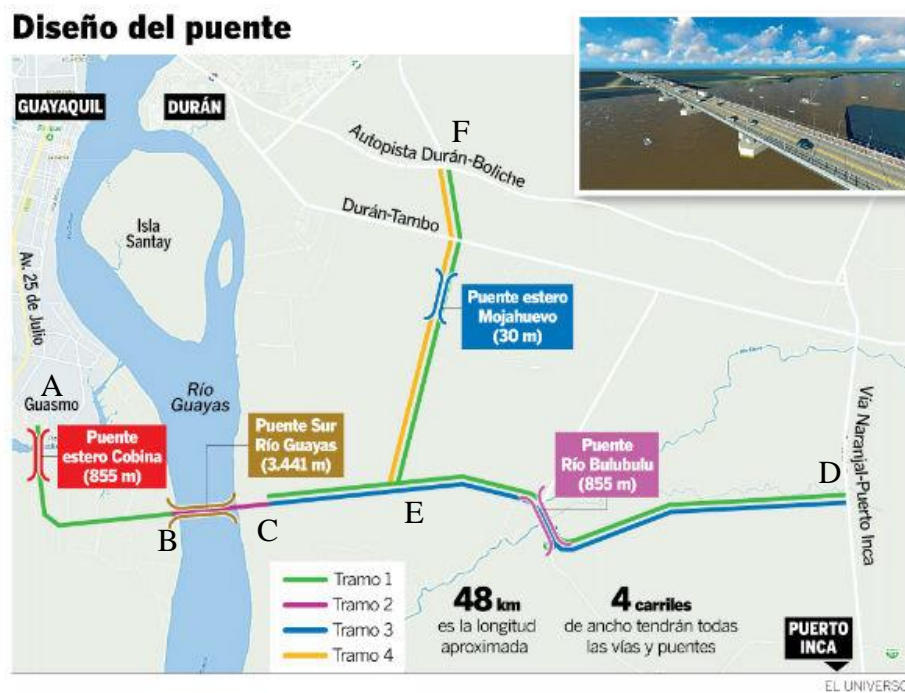 Diseño del puente
GUAYAQUIL
DURÁN
F
Autopista Durán-Boliche
Durán-Tambo
Isla
Santay
Av. 25 de Julio
Puente estero
Mojahuevo
(30 m)
A
Guasmo
Río
Guayas
Puente
estero Cobina
(855 m)
Puente Sur
Río Guayas
(3.441 m)
Puente
Río Bulubulu
(855 m)
D
Vía Naranjal-Puerto Inca
B
C
E
Tramo 1
Tramo 2
Tramo 3
Tramo 4
48 km
es la longitud
aproximada
4 carriles
de ancho tendrán todas
las vías y puentes
PUERTO
INCA
EL UNIVERSO